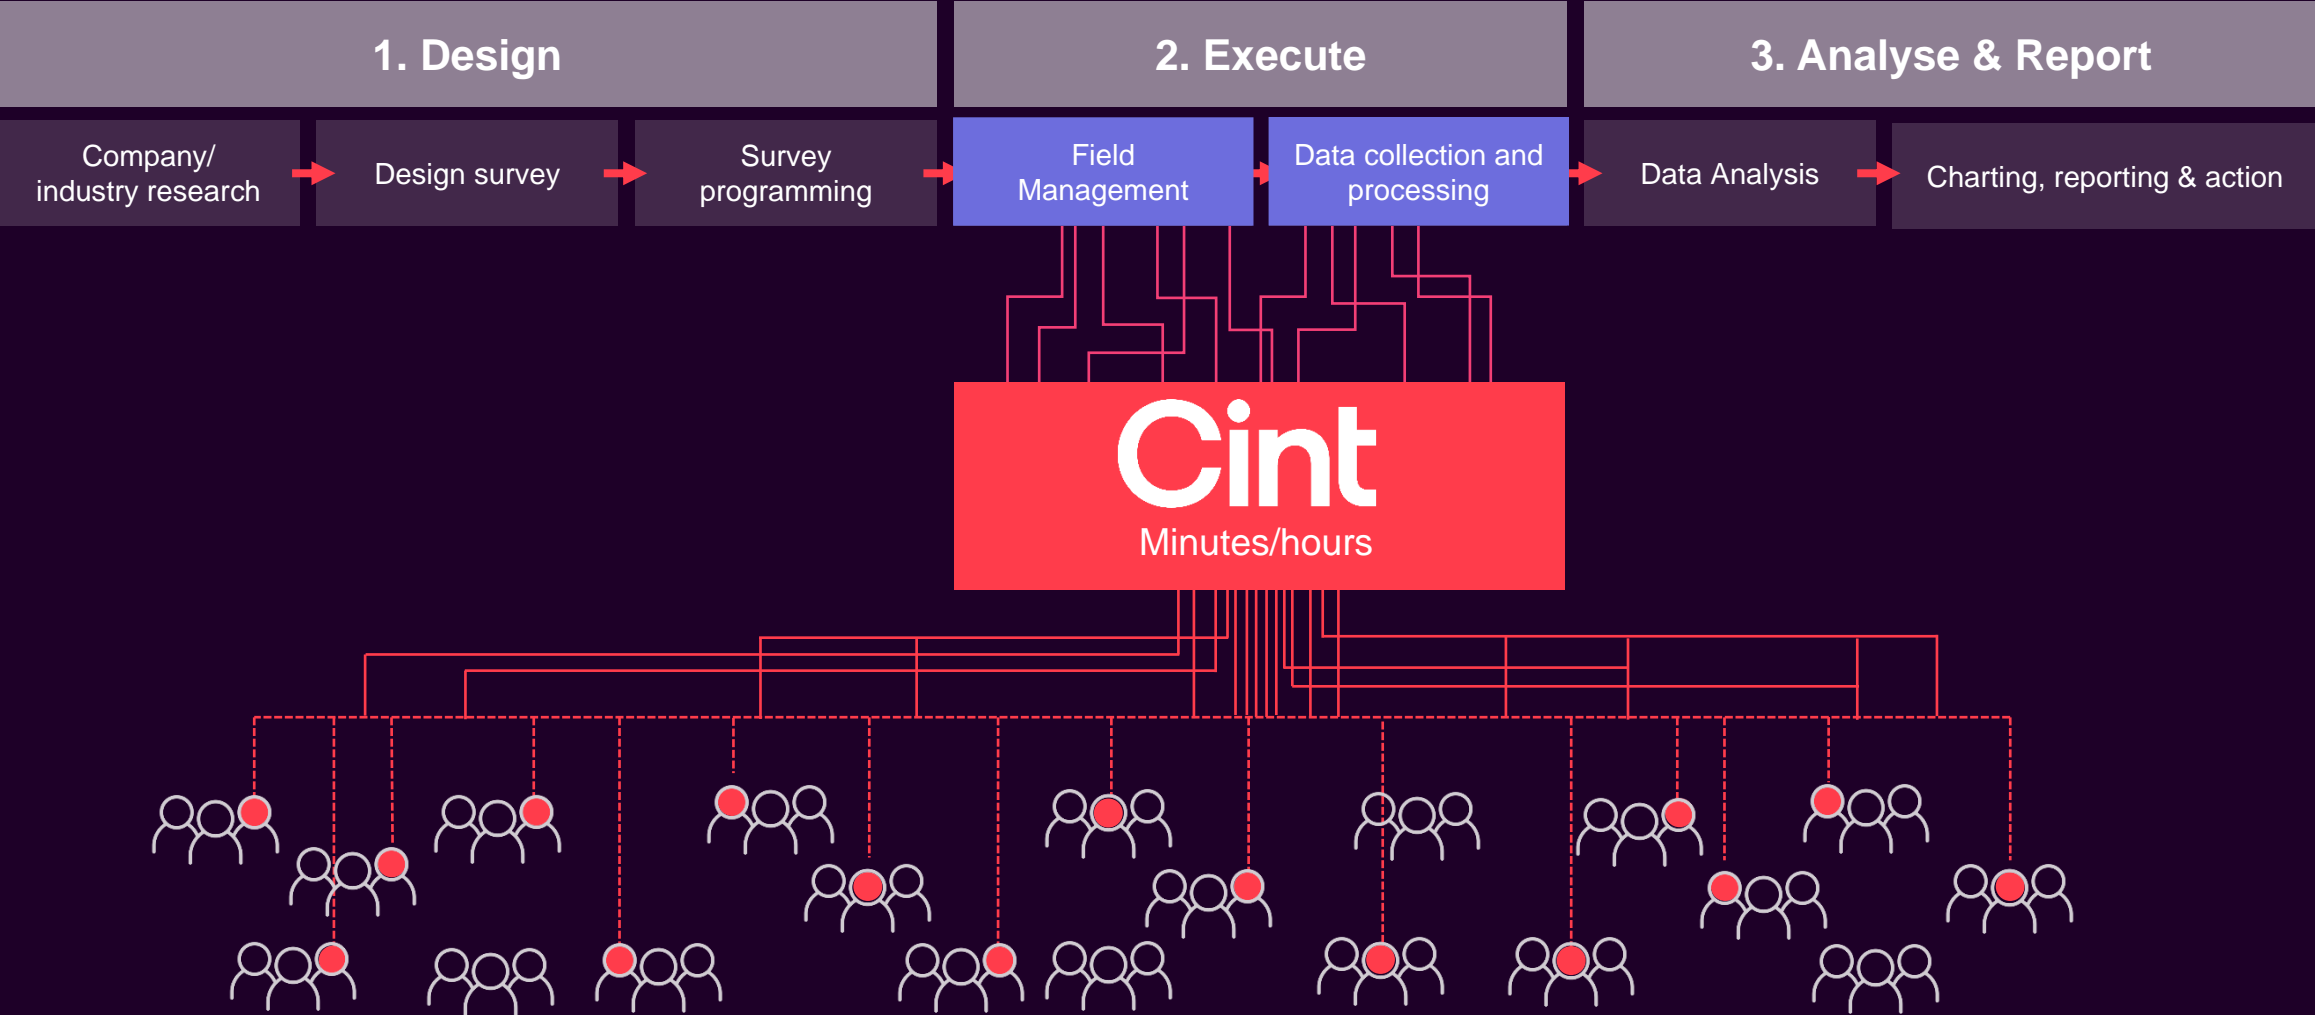 1. Design
2. Execute
3. Analyse & Report
Company/
industry research
Design survey
Survey
programming
Field
Management
Data collection and
processing
Data Analysis
Charting, reporting & action
Cint
Minutes/hours